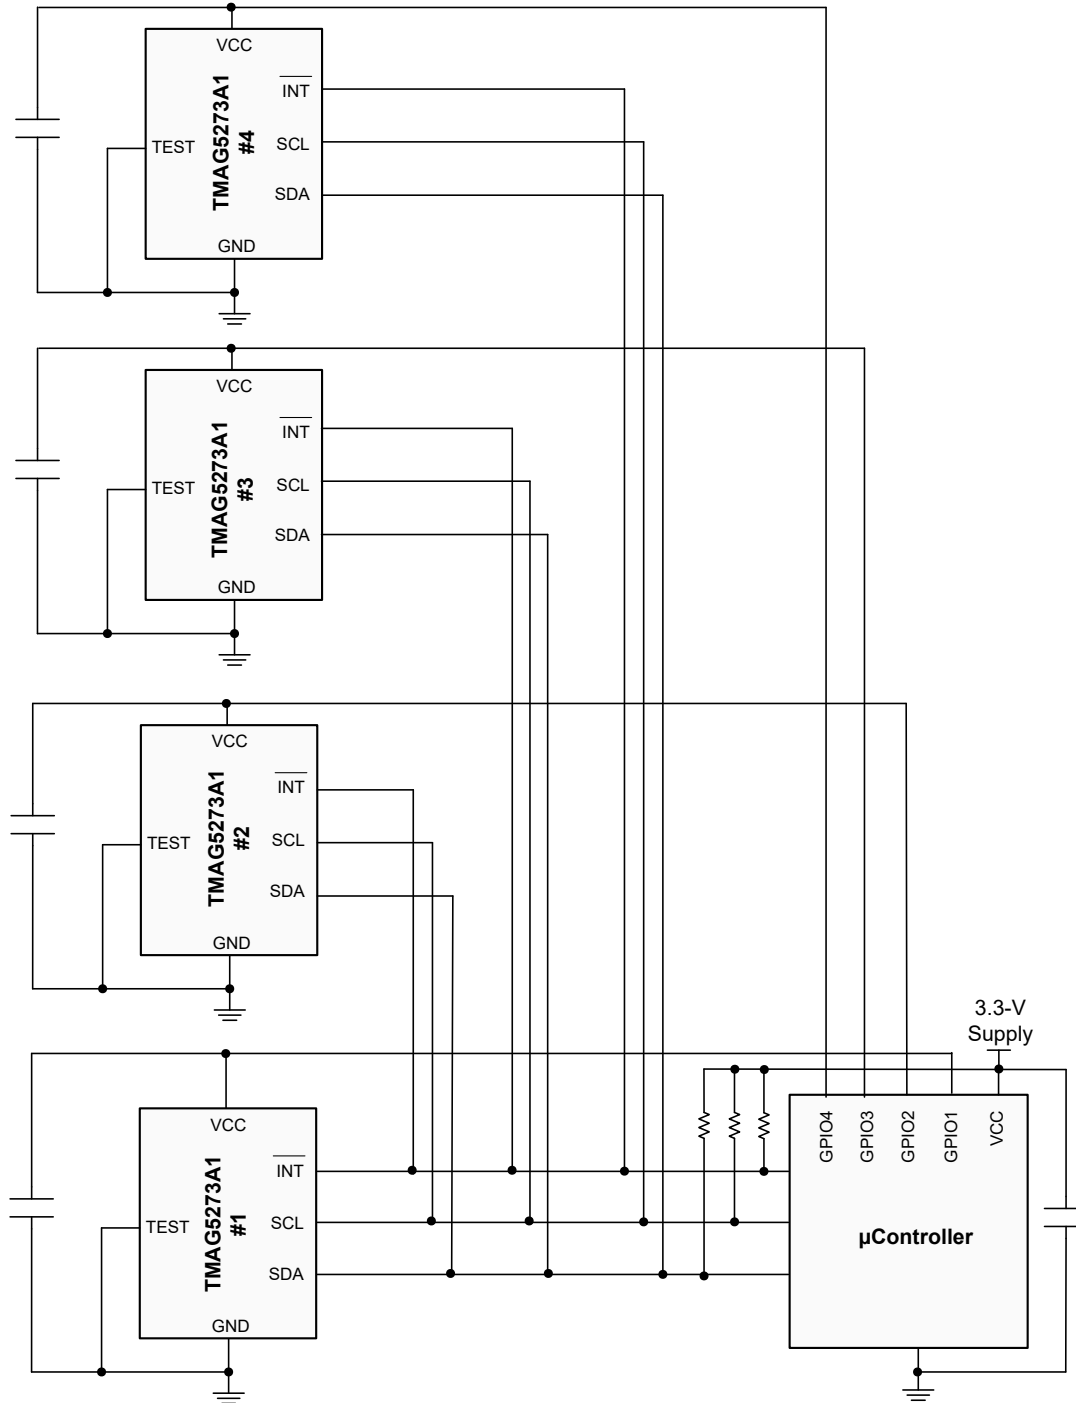 VCC
INT
TMAG5273A1
#4
TEST
SCL
SDA
GND
VCC
INT
TMAG5273A1
#3
TEST
SCL
SDA
GND
VCC
INT
TMAG5273A1
#2
TEST
SCL
SDA
GND
3.3-V
Supply
VCC
INT
TMAG5273A1
#1
TEST
SCL
SDA
GND
GPIO4
GPIO3
GPIO2
GPIO1
VCC
µController